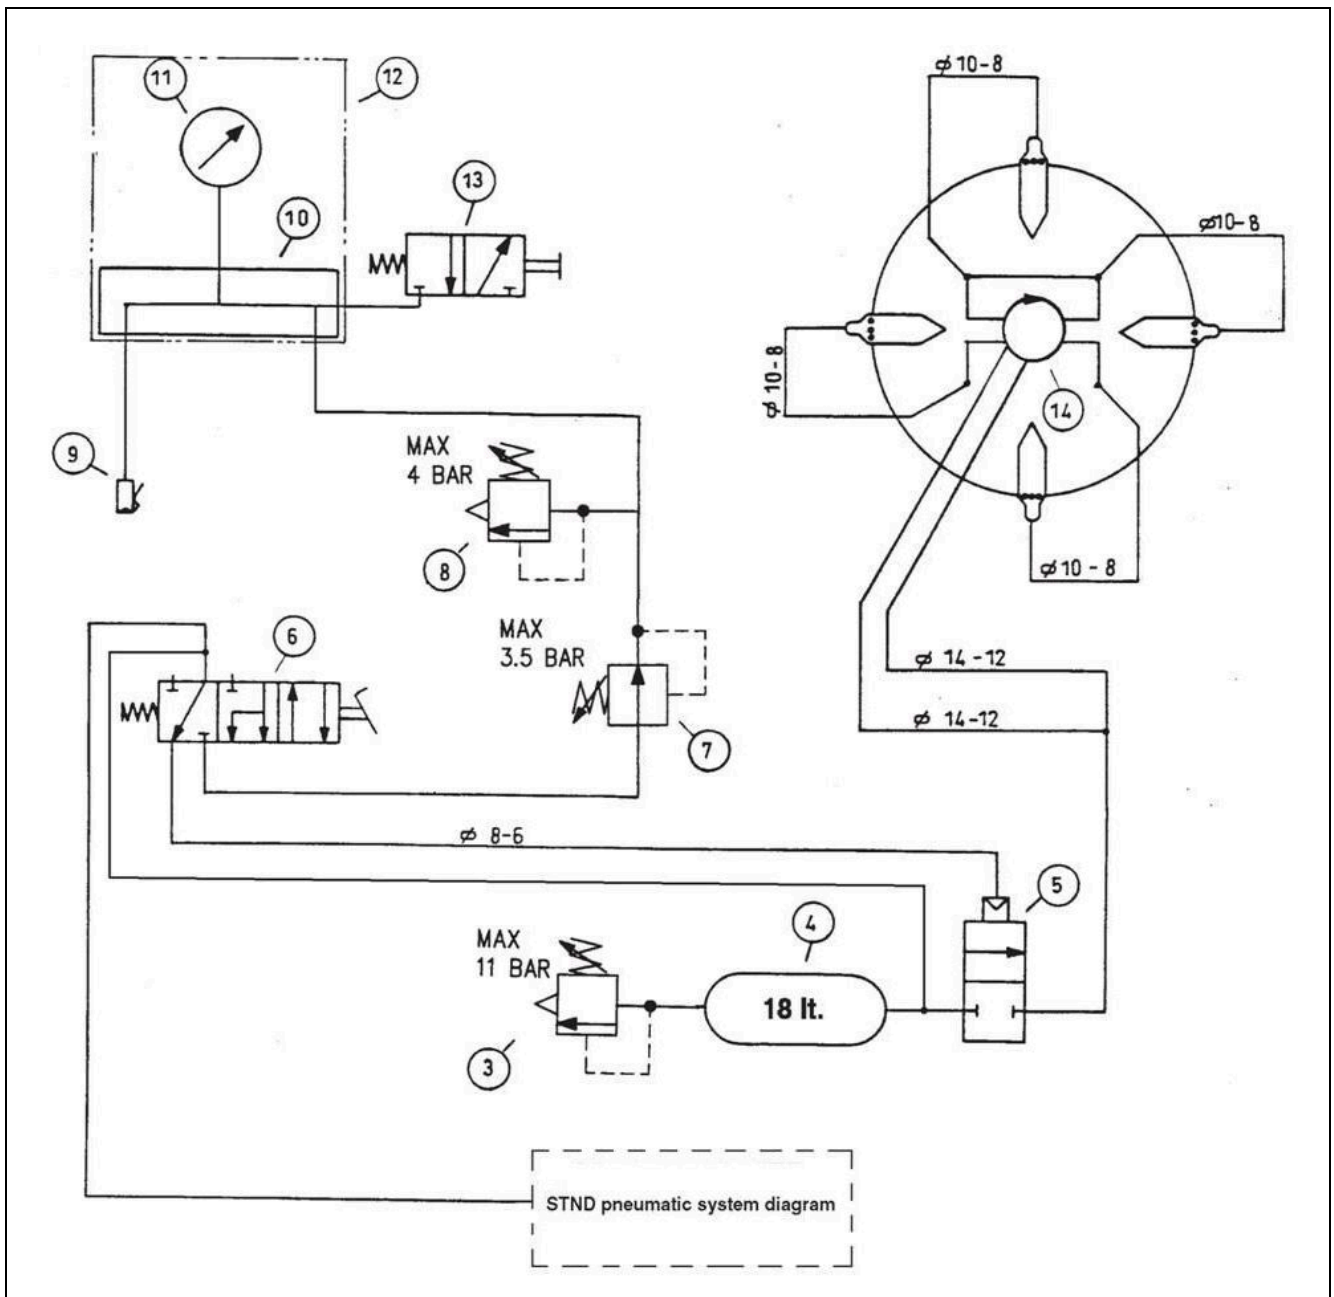 11
12
10
13
ø 10-8
ø10-8
ø 10-8
14
9
MAX
4 BAR
8
ø 10-8
6
MAX
3.5 BAR
7
ø 14-12
ø 14-12
ø 8-6
5
4
MAX
11 BAR
18 lt.
3
STND pneumatic system diagram